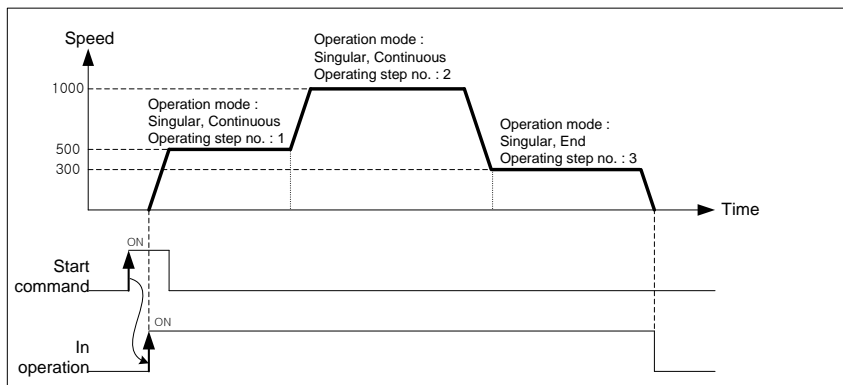 Speed
Operation mode :
Singular, Continuous
Operating step no. : 2
1000
Operation mode :
Singular, Continuous
Operating step no. : 1
Operation mode :
Singular, End
Operating step no. : 3
500
300
Time
ON
Start
command
ON
In
operation